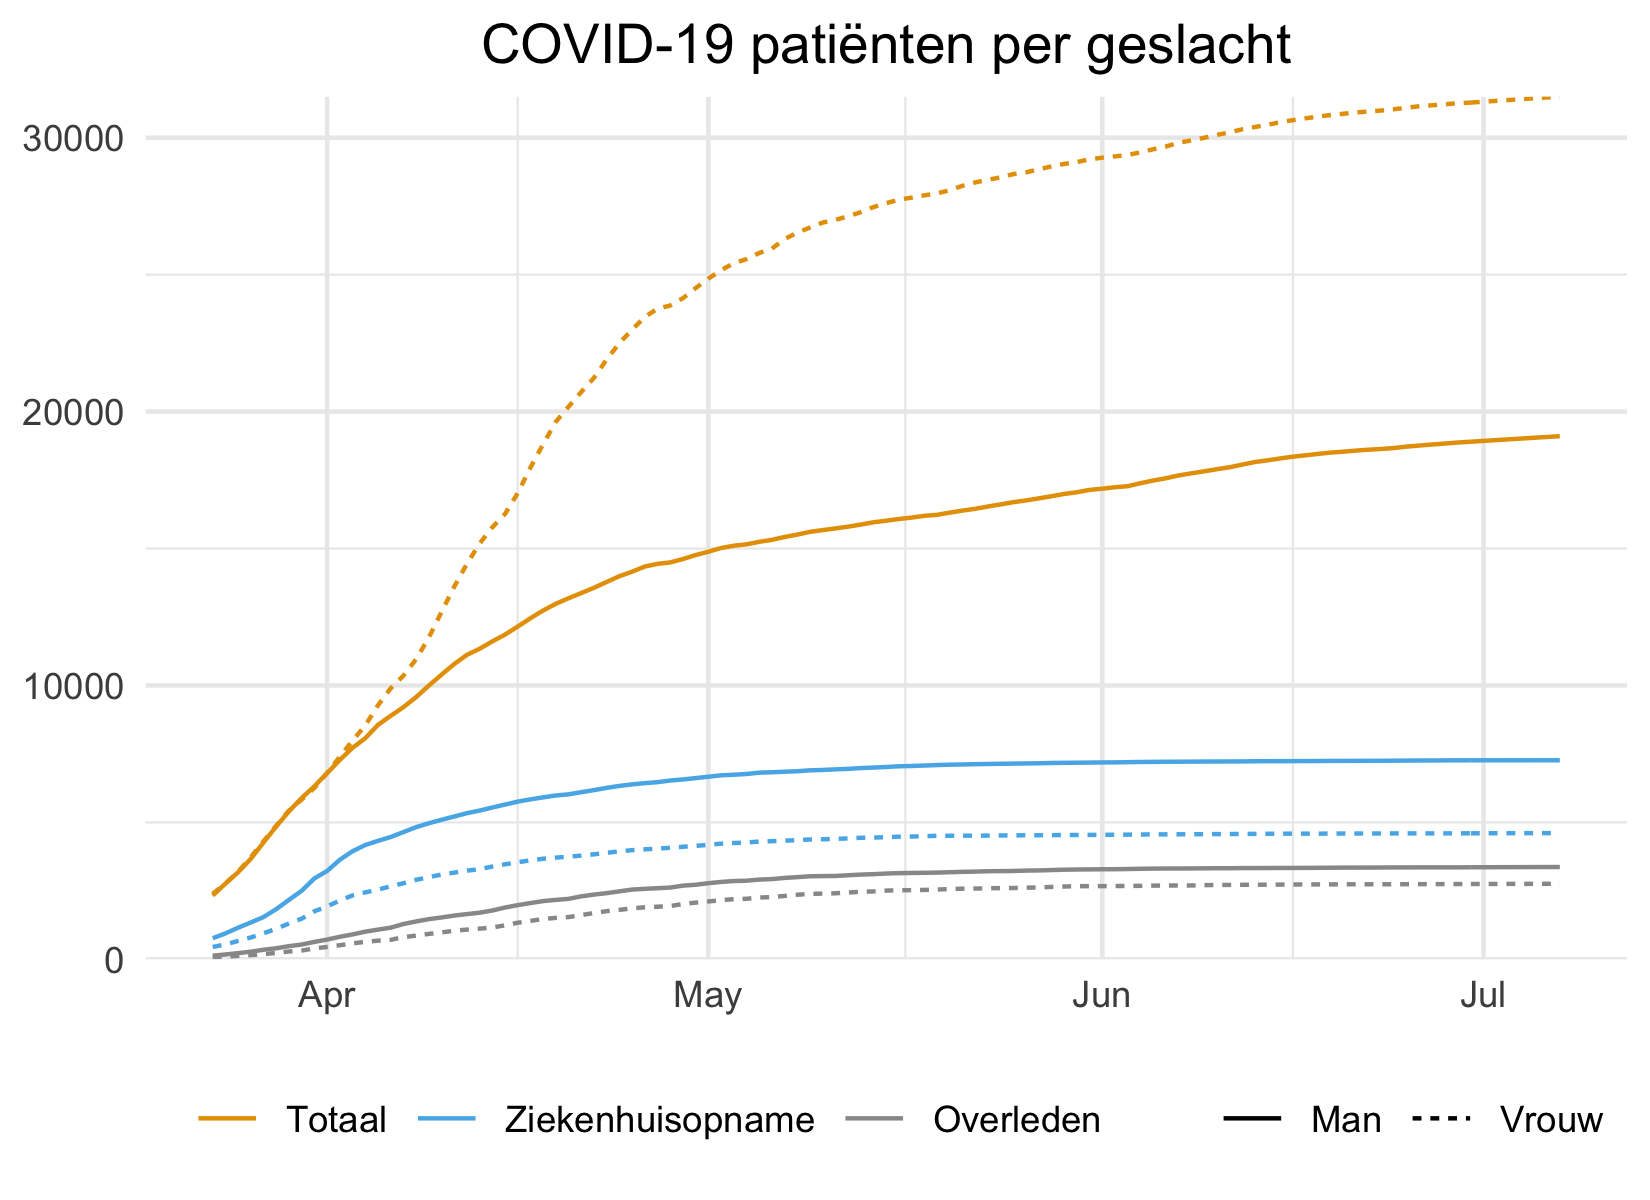 COVID-19 patiënten per geslacht
30000
20000
10000
0
Apr May Jun Jul
Totaal Ziekenhuisopname Overleden Man Vrouw